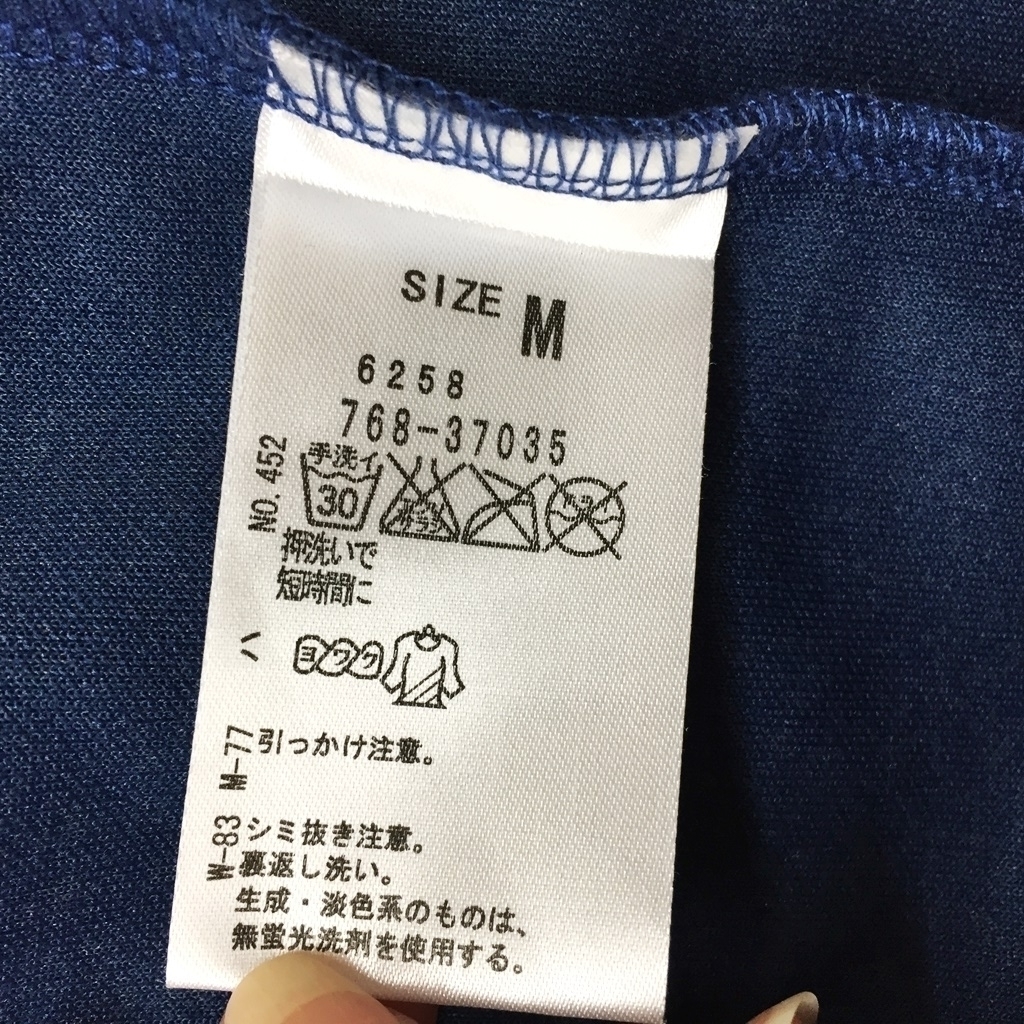 SIZE M
6258
768-37035
NO. 452
手洗イ
30
押洗いで
短時間に
ヨワク
M-77
引っかけ注意。
W-83
シミ抜き注意。
裏返し洗い。
生成・淡色系のものは、
無蛍光洗剤を使用する。